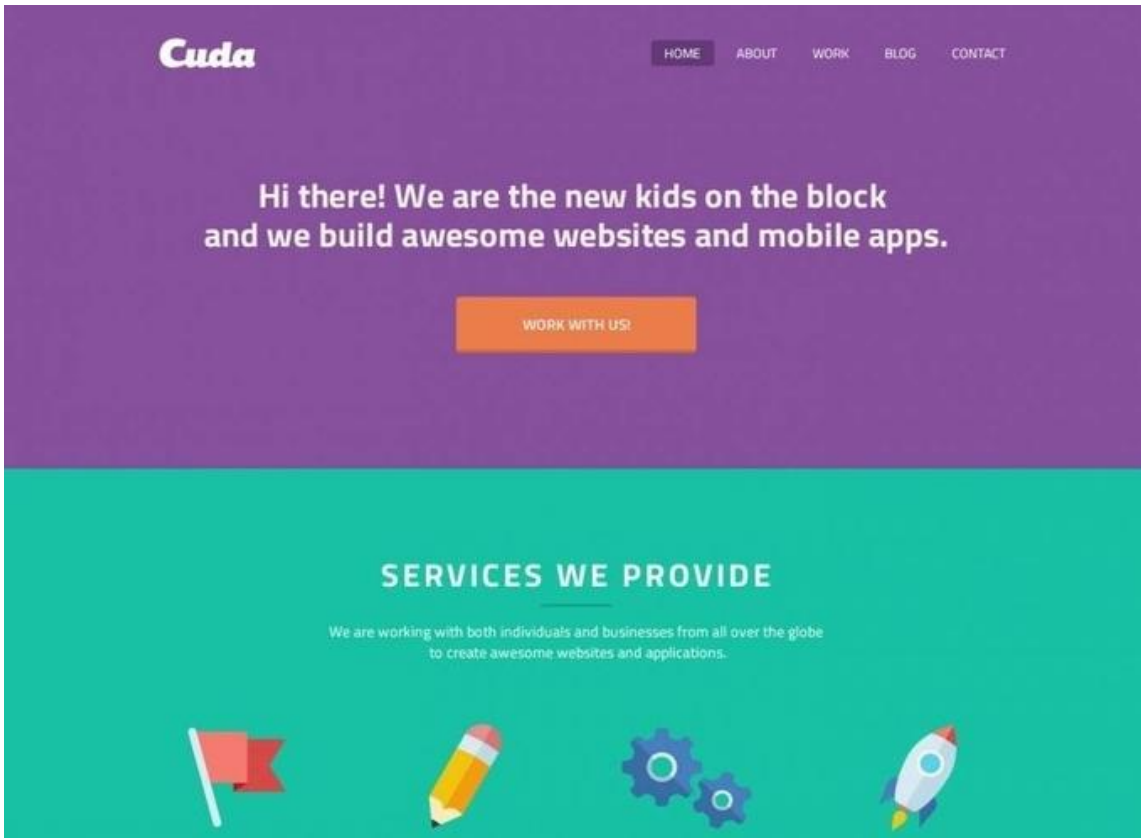 Cuda
HOME ABOUT WORK BLOG CONTACT
Hi there! We are the new kids on the block
and we build awesome websites and mobile apps.
WORK WITH US!
SERVICES WE PROVIDE
We are working with both individuals and businesses from all over the globe
to create awesome websites and applications.